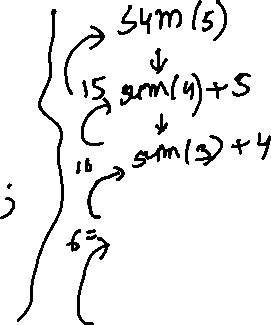 sum(5)
↓
15 sum(4)+5
↓
10 sum(3)+4
;
6=